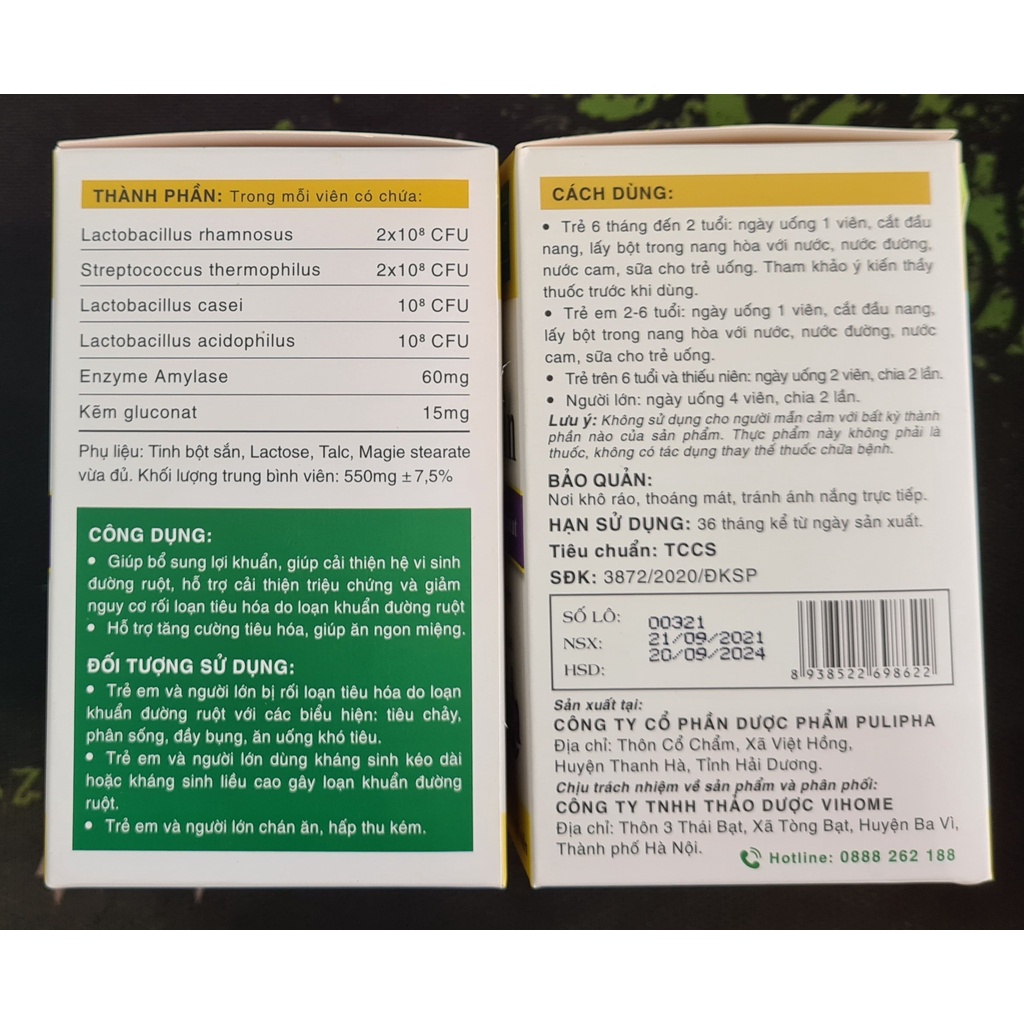 THÀNH PHẦN: Trong mỗi viên có chứa:
Lactobacillus rhamnosus 2x10⁸ CFU
Streptococcus thermophilus 2x10⁸ CFU
Lactobacillus casei 10⁸ CFU
Lactobacillus acidophilus 10⁸ CFU
Enzyme Amylase 60mg
Kẽm gluconat 15mg
Phụ liệu: Tinh bột sắn, Lactose, Talc, Magie stearate
vừa đủ. Khối lượng trung bình viên: 550mg ±7,5%
CÔNG DỤNG:
• Giúp bổ sung lợi khuẩn, giúp cải thiện hệ vi sinh
đường ruột, hỗ trợ cải thiện triệu chứng và giảm
nguy cơ rối loạn tiêu hóa do loạn khuẩn đường ruột
• Hỗ trợ tăng cường tiêu hóa, giúp ăn ngon miệng.
ĐỐI TƯỢNG SỬ DỤNG:
• Trẻ em và người lớn bị rối loạn tiêu hóa do loạn
khuẩn đường ruột với các biểu hiện: tiêu chảy,
phân sống, đầy bụng, ăn uống khó tiêu.
• Trẻ em và người lớn dùng kháng sinh kéo dài
hoặc kháng sinh liều cao gây loạn khuẩn đường
ruột.
• Trẻ em và người lớn chán ăn, hấp thu kém.
CÁCH DÙNG:
• Trẻ 6 tháng đến 2 tuổi: ngày uống 1 viên, cắt đầu
nang, lấy bột trong nang hòa với nước, nước đường,
nước cam, sữa cho trẻ uống. Tham khảo ý kiến thầy
thuốc trước khi dùng.
• Trẻ em 2-6 tuổi: ngày uống 1 viên, cắt đầu nang,
lấy bột trong nang hòa với nước, nước đường, nước
cam, sữa cho trẻ uống.
• Trẻ trên 6 tuổi và thiếu niên: ngày uống 2 viên, chia 2 lần.
• Người lớn: ngày uống 4 viên, chia 2 lần.
Lưu ý: Không sử dụng cho người mẫn cảm với bất kỳ thành
phần nào của sản phẩm. Thực phẩm này không phải là
thuốc, không có tác dụng thay thế thuốc chữa bệnh.
BẢO QUẢN:
Nơi khô ráo, thoáng mát, tránh ánh nắng trực tiếp.
HẠN SỬ DỤNG: 36 tháng kể từ ngày sản xuất.
Tiêu chuẩn: TCCS
SĐK: 3872/2020/ĐKSP
SỐ LÔ: 00321
NSX: 21/09/2021
HSD: 20/09/2024
8 938522 698622
Sản xuất tại:
CÔNG TY CỔ PHẦN DƯỢC PHẨM PULIPHA
Địa chỉ: Thôn Cổ Chẩm, Xã Việt Hồng,
Huyện Thanh Hà, Tỉnh Hải Dương.
Chịu trách nhiệm về sản phẩm và phân phối:
CÔNG TY TNHH THẢO DƯỢC VIHOME
Địa chỉ: Thôn 3 Thái Bạt, Xã Tòng Bạt, Huyện Ba Vì,
Thành phố Hà Nội.
Hotline: 0888 262 188